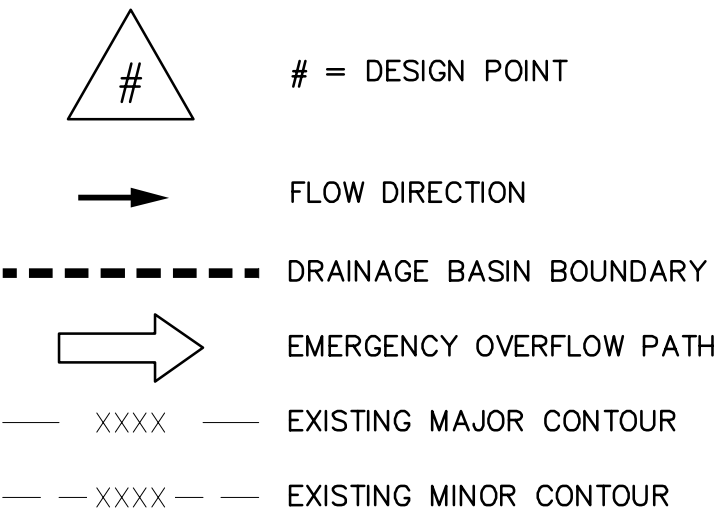 # # = DESIGN POINT
FLOW DIRECTION
DRAINAGE BASIN BOUNDARY
EMERGENCY OVERFLOW PATH
XXXX EXISTING MAJOR CONTOUR
XXXX EXISTING MINOR CONTOUR